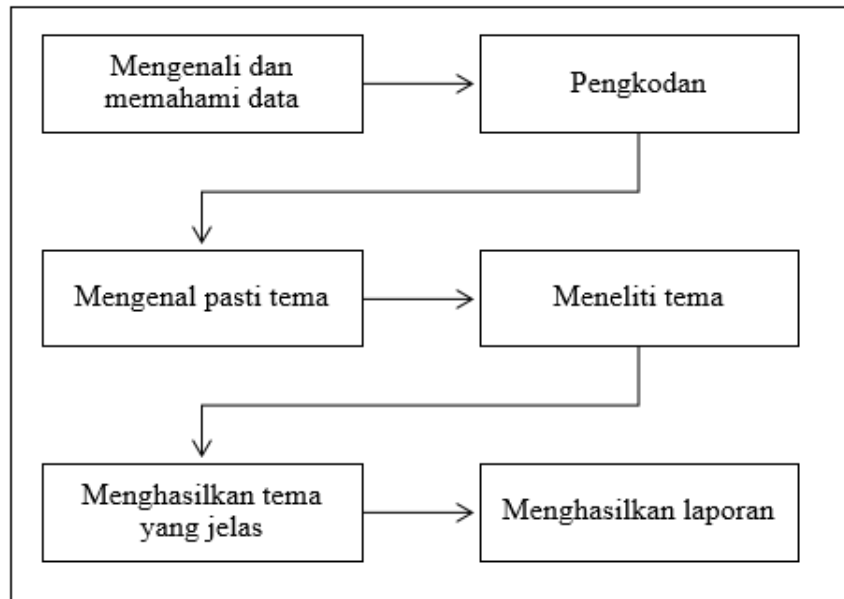 Mengenali dan
memahami data
Pengkodan
Mengenal pasti tema
Meneliti tema
Menghasilkan tema
yang jelas
Menghasilkan laporan